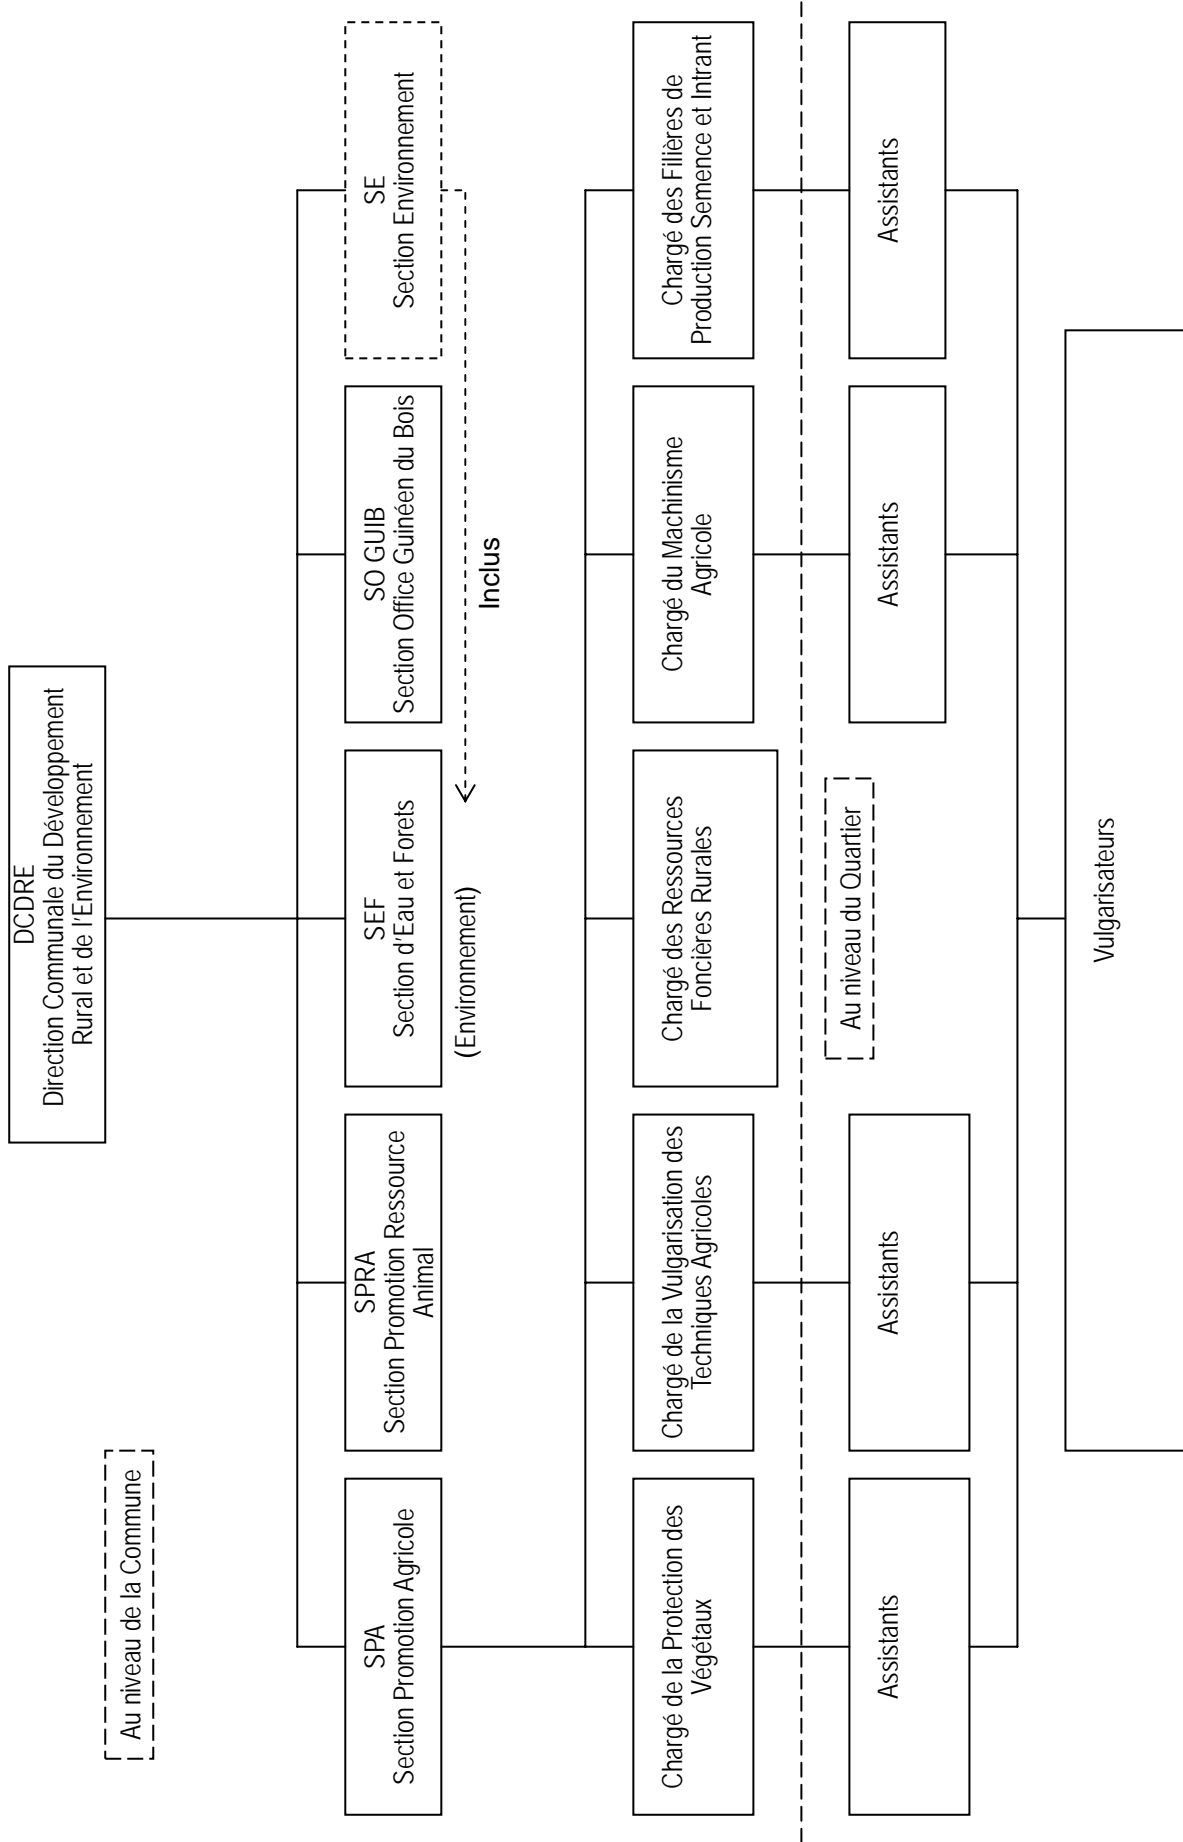 DCDRE
Direction Communale du Développement
Rural et de l'Environnement
Au niveau de la Commune
SPA
Section Promotion Agricole
SPRA
Section Promotion Ressource
Animal
SEF
Section d'Eau et Forets
SO GUIB
Section Office Guinéen du Bois
SE
Section Environnement
(Environnement)
Inclus
Chargé de la Protection des
Végétaux
Chargé de la Vulgarisation des
Techniques Agricoles
Chargé des Ressources
Foncières Rurales
Chargé du Machinisme
Agricole
Chargé des Filières de
Production Semence et Intrant
Au niveau du Quartier
Assistants
Assistants
Assistants
Assistants
Vulgarisateurs